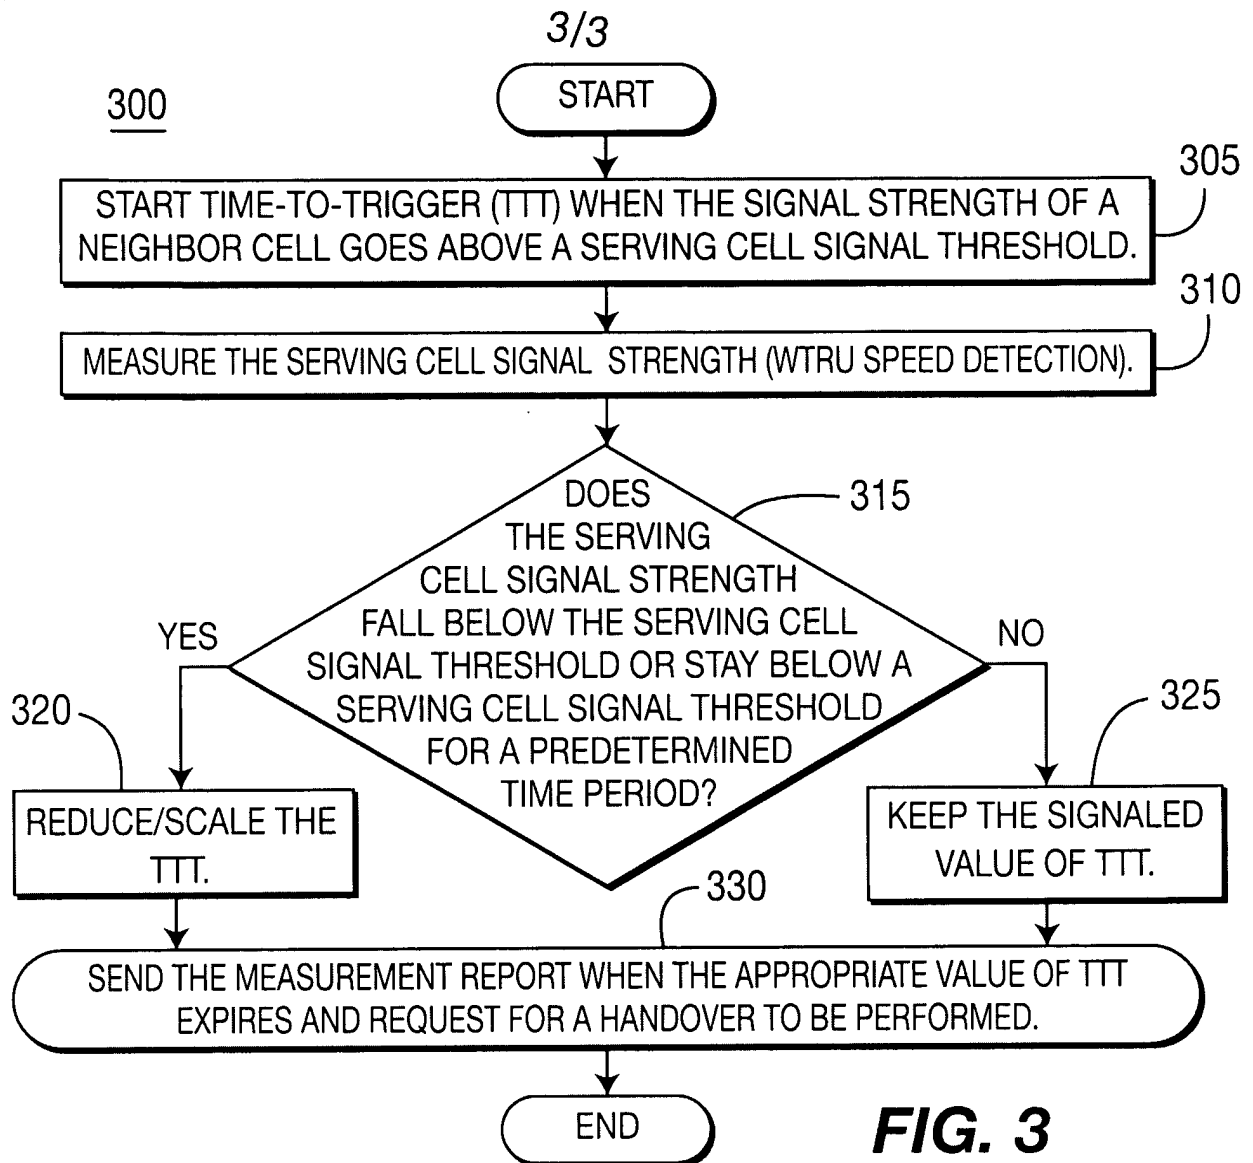 3/3
START
300
305
START TIME-TO-TRIGGER (TTT) WHEN THE SIGNAL STRENGTH OF A
NEIGHBOR CELL GOES ABOVE A SERVING CELL SIGNAL THRESHOLD.
310
MEASURE THE SERVING CELL SIGNAL STRENGTH (WTRU SPEED DETECTION).
315
DOES
THE SERVING
CELL SIGNAL STRENGTH
FALL BELOW THE SERVING CELL
SIGNAL THRESHOLD OR STAY BELOW A
SERVING CELL SIGNAL THRESHOLD
FOR A PREDETERMINED
TIME PERIOD?
YES
NO
320
REDUCE/SCALE THE
TTT.
325
KEEP THE SIGNALED
VALUE OF TTT.
330
SEND THE MEASUREMENT REPORT WHEN THE APPROPRIATE VALUE OF TTT
EXPIRES AND REQUEST FOR A HANDOVER TO BE PERFORMED.
END
FIG. 3